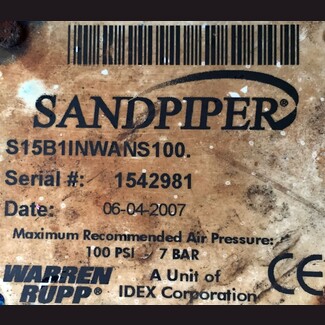 SANDPIPER®
S15B1INWANS100.
Serial #: 1542981
Date: 06-04-2007
Maximum Recommended Air Pressure:
100 PSI 7 BAR
WARREN RUPP® A Unit of IDEX Corporation CE